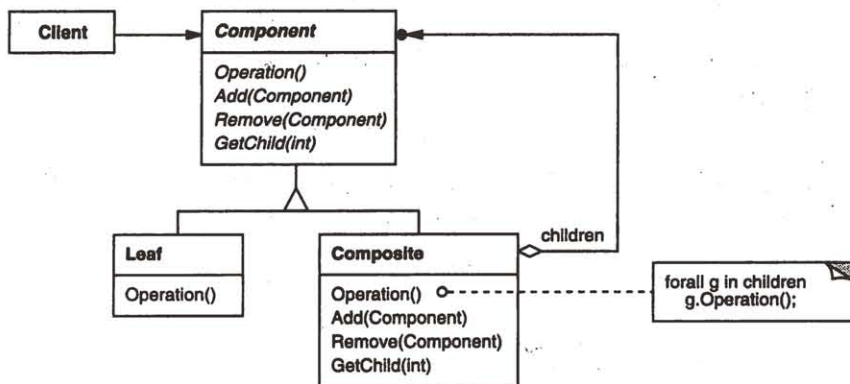 Client
Component
Operation()
Add(Component)
Remove(Component)
GetChild(int)
Leaf
Operation()
Composite
Operation()
Add(Component)
Remove(Component)
GetChild(int)
children
forall g in children
g.Operation();